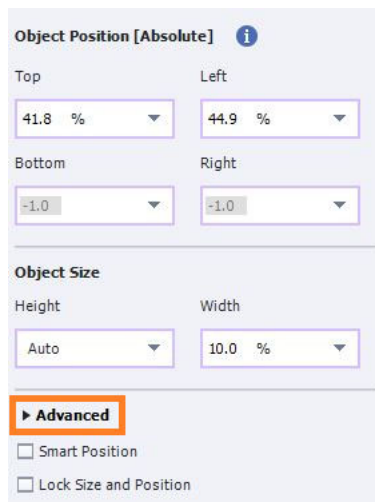 Object Position [Absolute] i
Top Left
41.8 % 44.9 %
Bottom Right
-1.0 -1.0
Object Size
Height Width
Auto 10.0 %
Advanced
Smart Position
Lock Size and Position